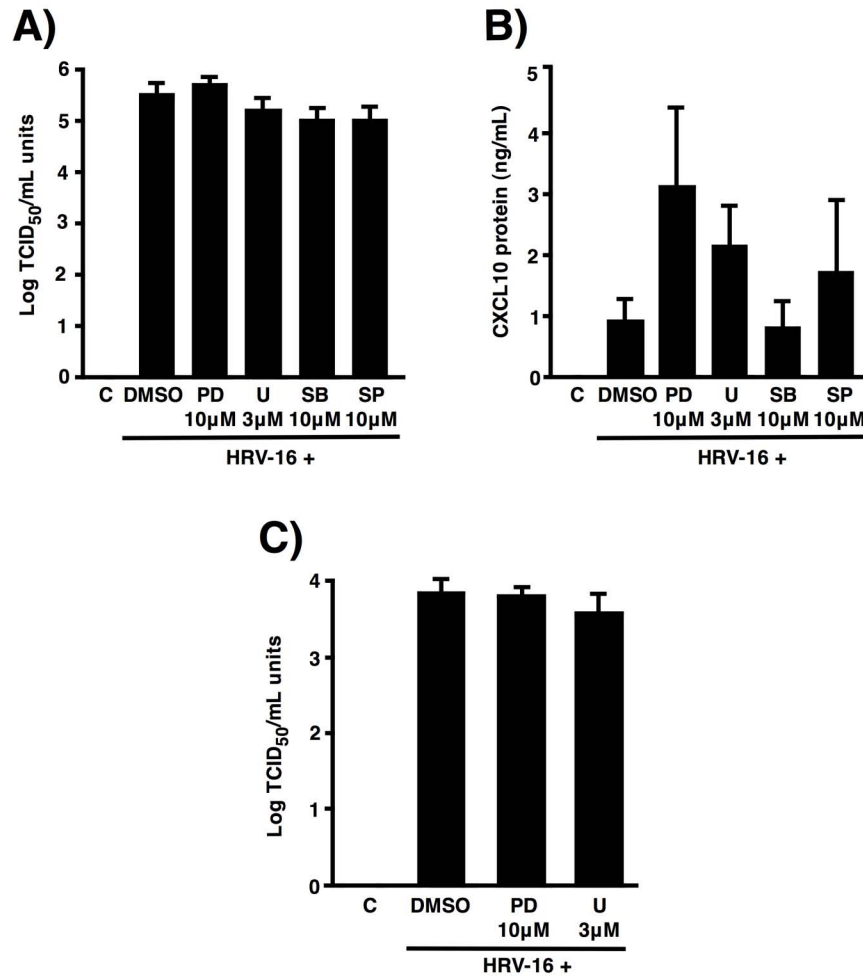 A)
Log TCID50/mL units
6
5
4
3
2
1
0
C DMSO PD U SB SP
10µM 3µM 10µM 10µM
HRV-16 +
B)
CXCL10 protein (ng/mL)
5
4
3
2
1
0
C DMSO PD U SB SP
10µM 3µM 10µM 10µM
HRV-16 +
C)
Log TCID50/mL units
4
3
2
1
0
C DMSO PD U
10µM 3µM
HRV-16 +